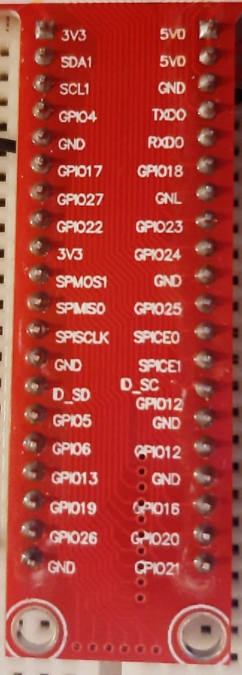 3V3 5V0
SDA1 5V0
SCL1 GND
GPIO4 TXDO
GND RXDO
GPIO17 GPIO18
GPIO27 GNL
GPIO22 GPIO23
3V3 GPIO24
SPMOS1 GND
SPIMISO GPIO25
SPISCLK SPICE0
GND SPICE1
ID_SD ID_SC
GPIO12
GPIO5 GND
GPIO6 GPIO12
GPIO13 GND
GPIO19 GPIO16
GPIO26 GPIO20
GND GPIO21